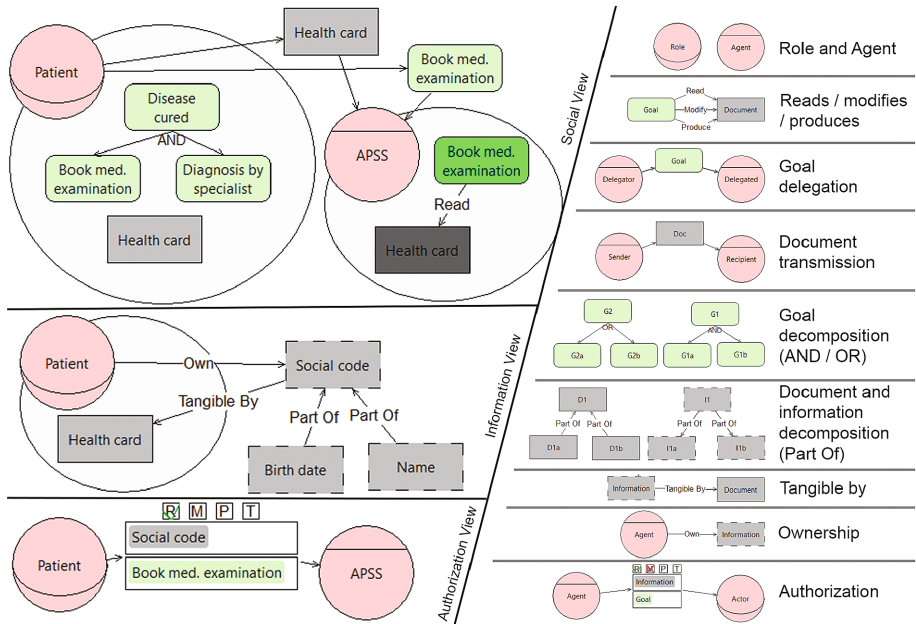 Patient
Health card
Book med.
examination
Disease
cured
AND
Book med.
examination
Diagnosis by
specialist
Health card
APSS
Book med.
examination
Read
Health card
Social View
Patient
Own
Social code
Tangible By
Health card
Part Of
Part Of
Birth date
Name
Information View
R M P T
Patient
Social code
Book med. examination
APSS
Authorization View
Role
Agent
Role and Agent
Goal
Read
Modify
Produce
Document
Reads / modifies
/ produces
Delegator
Goal
Delegated
Goal
delegation
Sender
Doc
Recipient
Document
transmission
G2
OR
G2a
G2b
G1
AND
G1a
G1b
Goal
decomposition
(AND / OR)
D1
Part Of
Part Of
D1a
D1b
I1
Part Of
Part Of
I1a
I1b
Document and
information
decomposition
(Part Of)
Information
Tangible By
Document
Tangible by
Agent
Own
Information
Ownership
R M P T
Agent
Information
Goal
Actor
Authorization